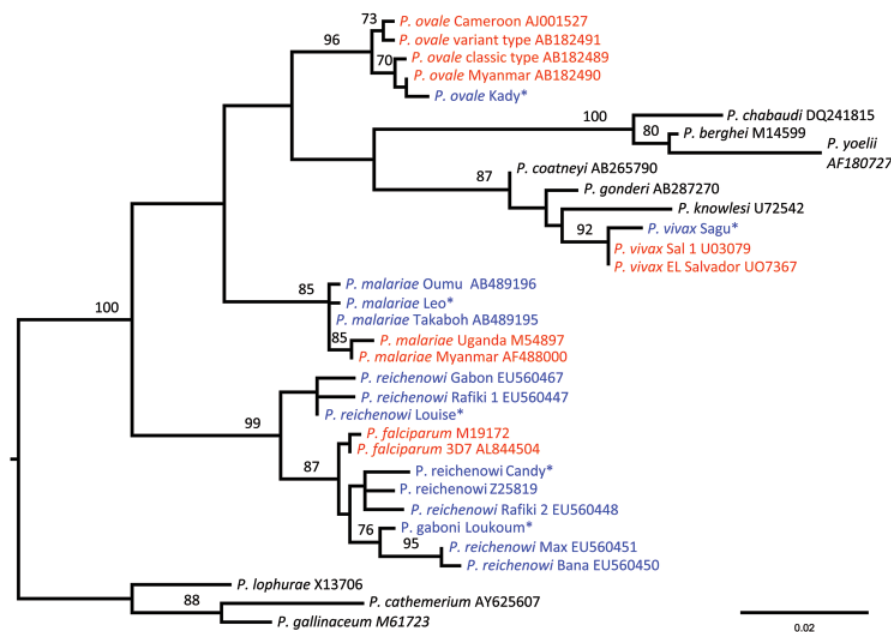 73
P. ovale Cameroon AJ001527
96
P. ovale variant type AB182491
70
P. ovale classic type AB182489
P. ovale Myanmar AB182490
P. ovale Kady*
100
P. chabaudi DQ241815
80
P. berghei M14599
P. yoelii
AF180727
87
P. coatneyi AB265790
P. gonderi AB287270
P. knowlesi U72542
92
P. vivax Sagu*
P. vivax Sal 1 U03079
P. vivax EL Salvador UO7367
100
85
P. malariae Oumu AB489196
P. malariae Leo*
P. malariae Takaboh AB489195
85
P. malariae Uganda M54897
P. malariae Myanmar AF488000
P. reichenowi Gabon EU560467
P. reichenowi Rafiki 1 EU560447
P. reichenowi Louise*
99
P. falciparum M19172
P. falciparum 3D7 AL844504
87
P. reichenowi Candy*
P. reichenowi Z25819
P. reichenowi Rafiki 2 EU560448
76
P. gaboni Loukoum*
95
P. reichenowi Max EU560451
P. reichenowi Bana EU560450
P. lophurae X13706
88
P. cathemerium AY625607
P. gallinaceum M61723
0.02